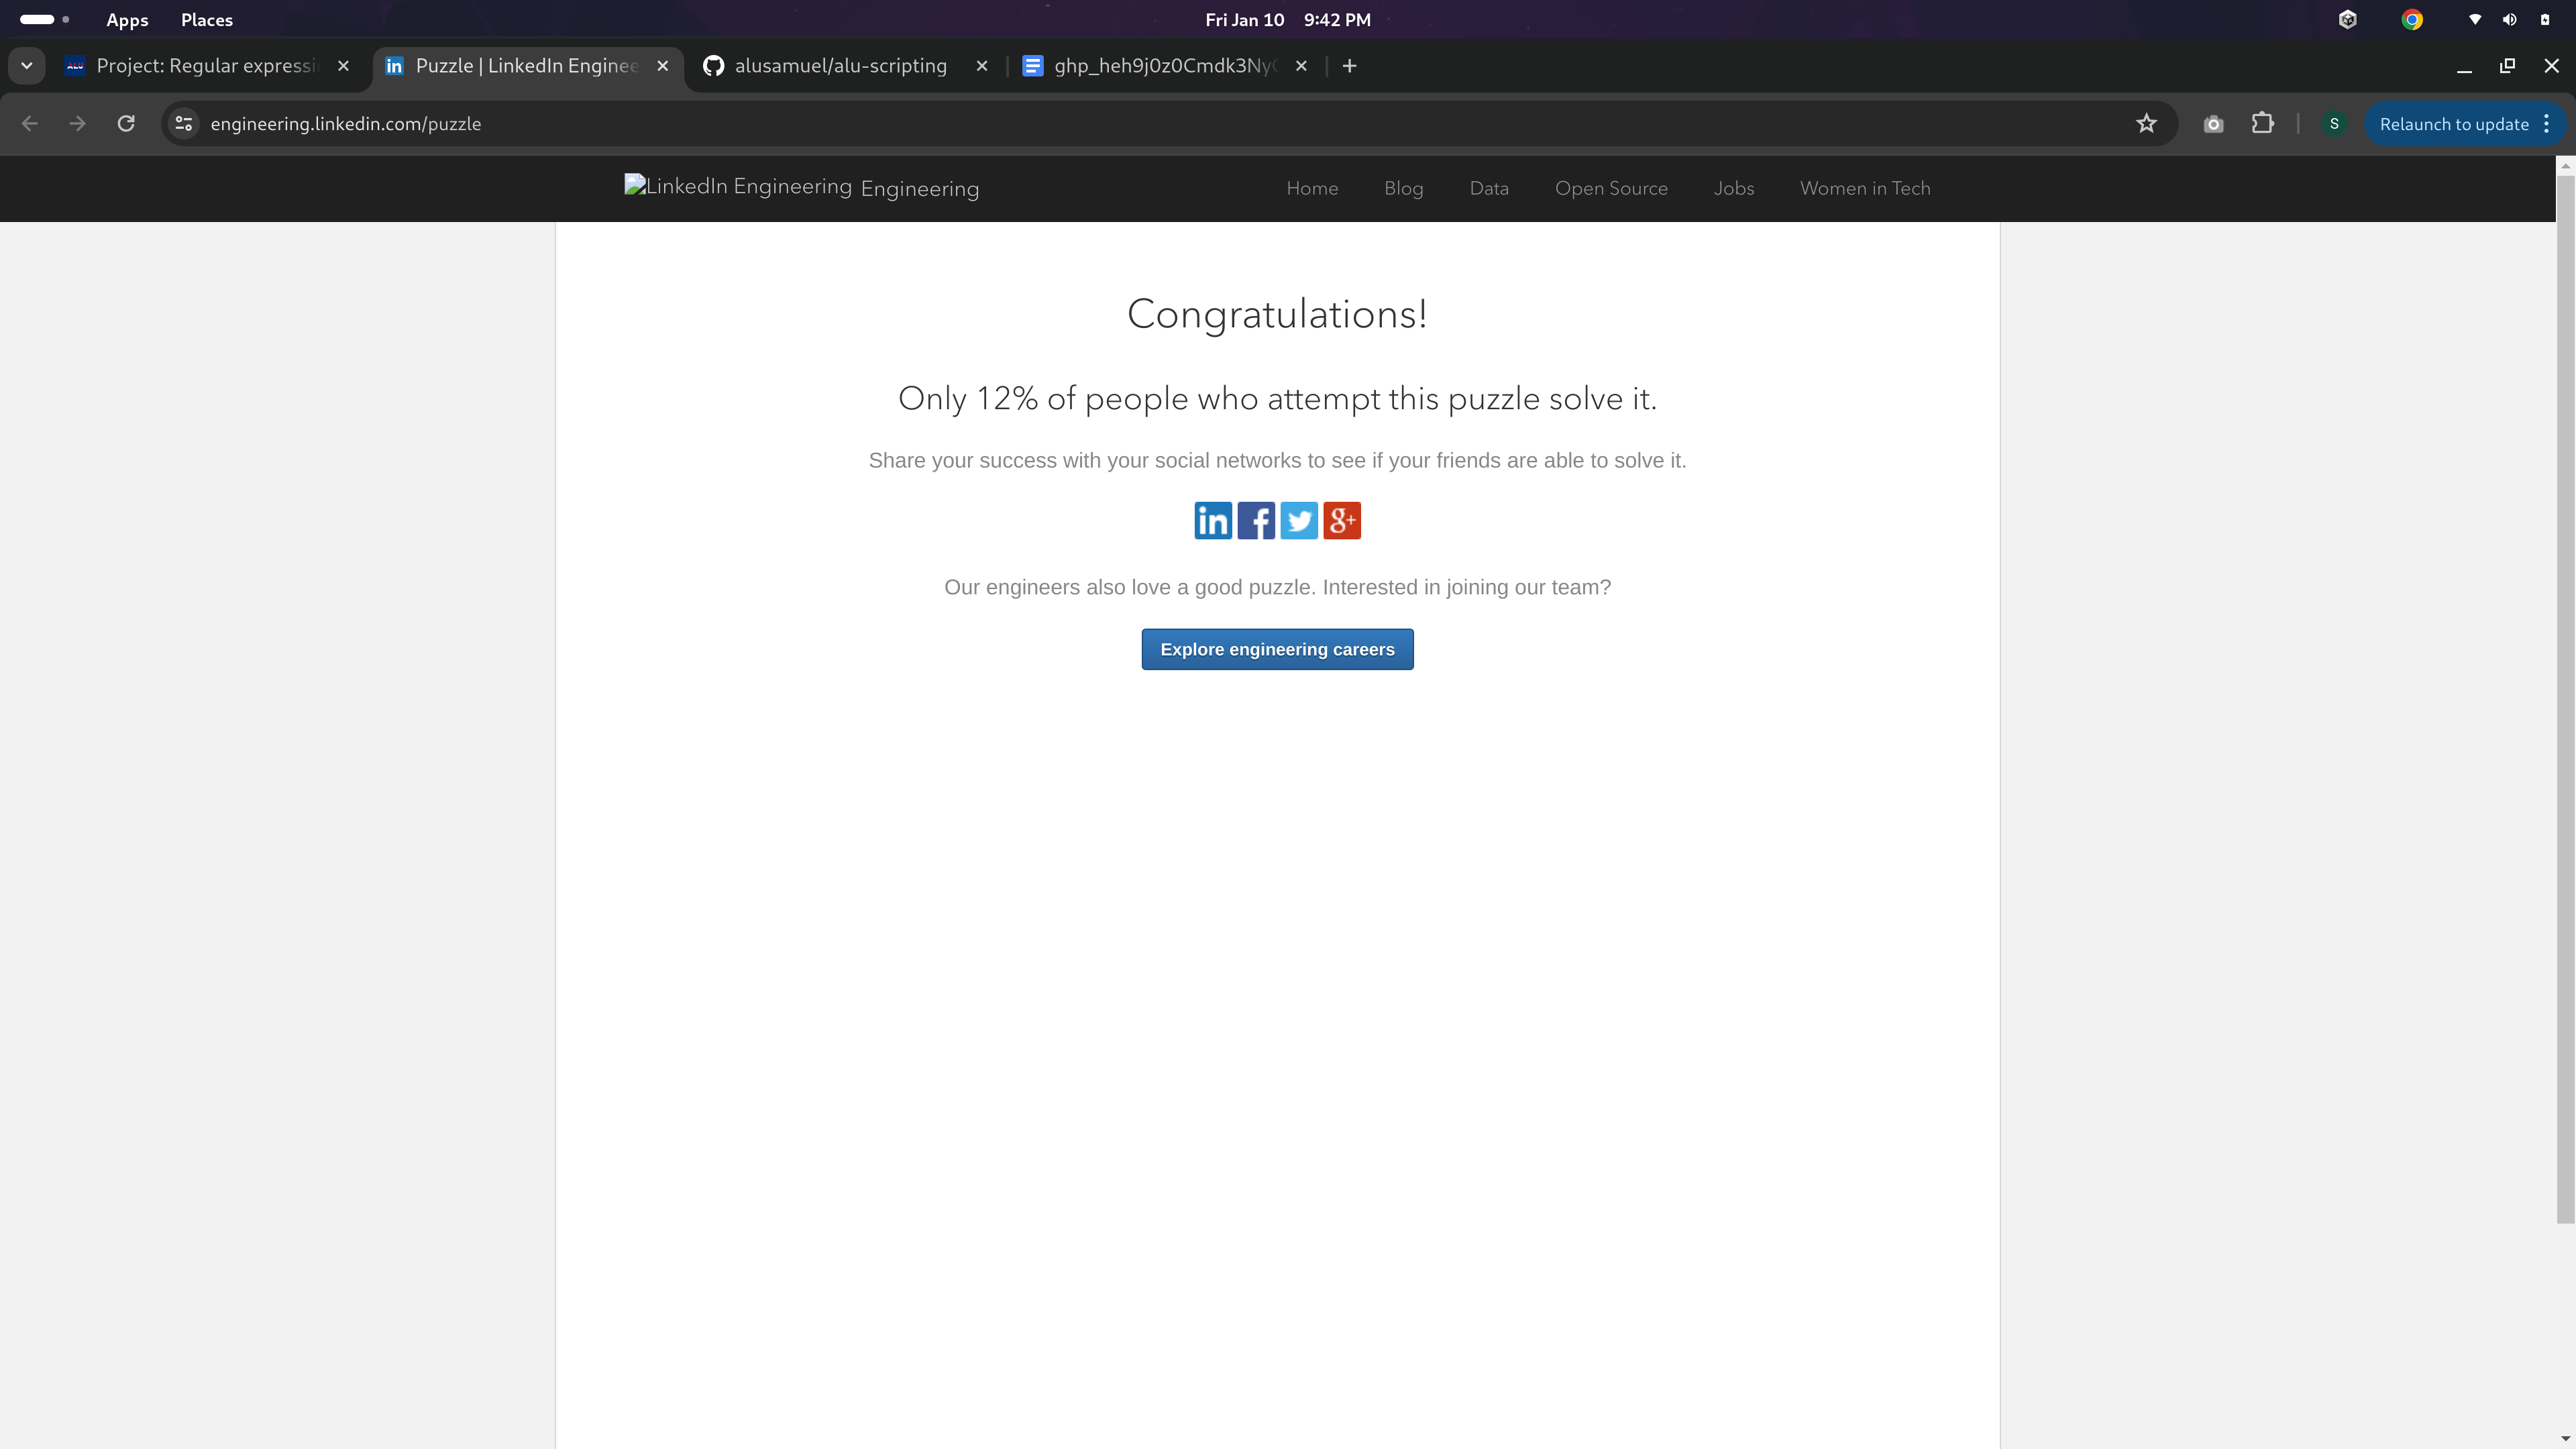 Apps Places Fri Jan 10 9:42 PM
Project: Regular expressi Puzzle | LinkedIn Enginee alusamuel/alu-scripting ghp_heh9j0z0Cmdk3Ny
engineering.linkedin.com/puzzle S Relaunch to update
LinkedIn Engineering Engineering Home Blog Data Open Source Jobs Women in Tech
Congratulations!
Only 12% of people who attempt this puzzle solve it.
Share your success with your social networks to see if your friends are able to solve it.
in f g+
Our engineers also love a good puzzle. Interested in joining our team?
Explore engineering careers